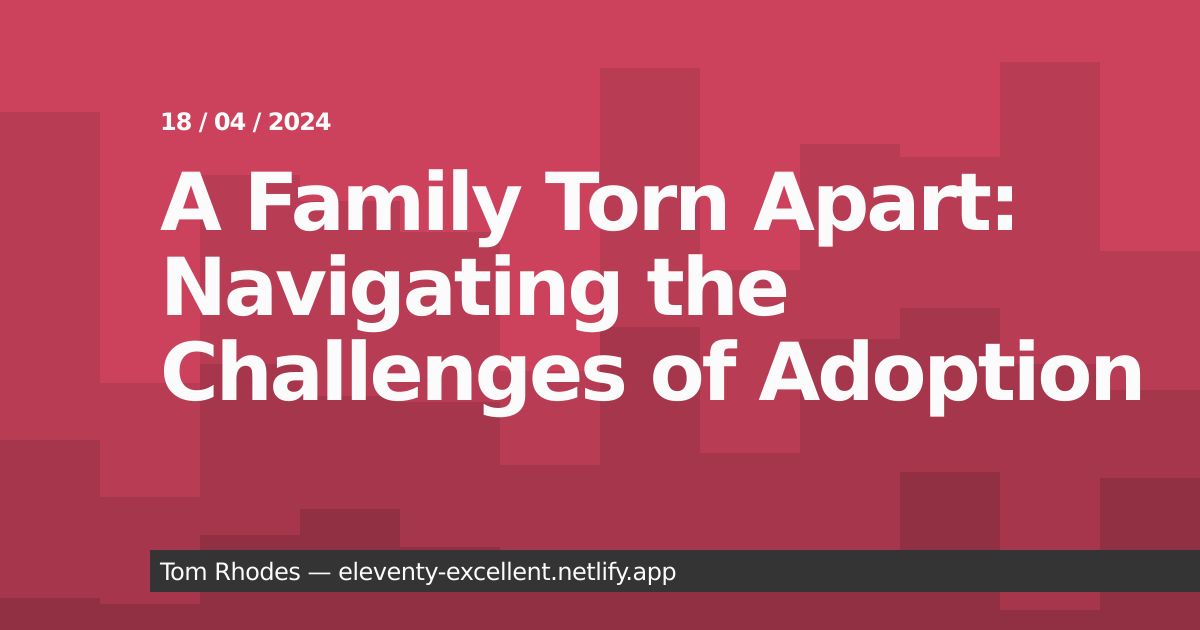 18 / 04 / 2024
A Family Torn Apart:
Navigating the
Challenges of Adoption
Tom Rhodes — eleventy-excellent.netlify.app